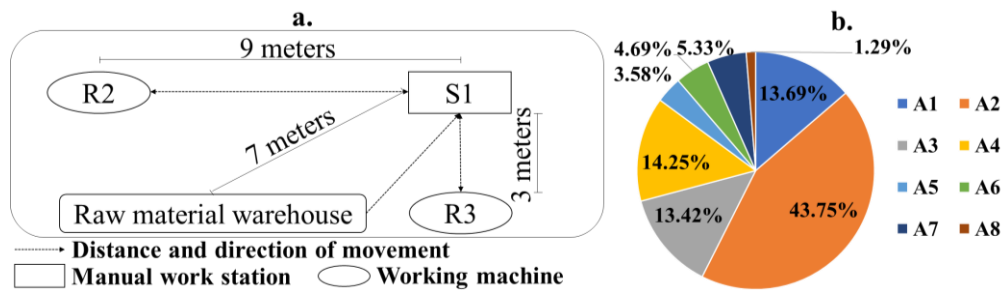 a.
9 meters
R2
S1
7 meters
3 meters
Raw material warehouse
R3
Distance and direction of movement
Manual work station
Working machine
b.
4.69%
5.33%
1.29%
3.58%
13.69%
14.25%
13.42%
43.75%
A1
A2
A3
A4
A5
A6
A7
A8